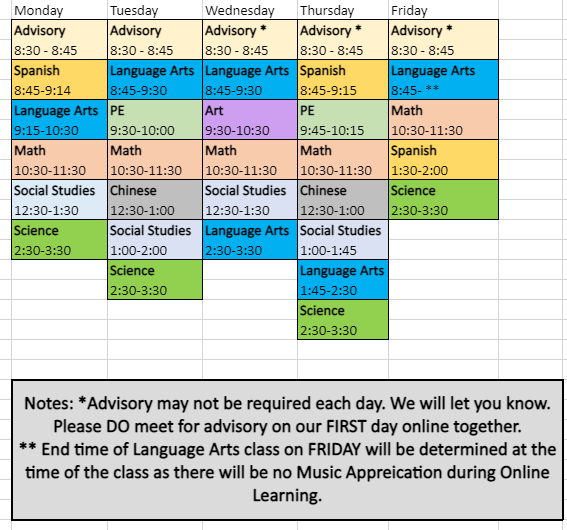 Monday Tuesday Wednesday Thursday Friday
Advisory Advisory Advisory * Advisory * Advisory *
8:30 - 8:45 8:30 - 8:45 8:30 - 8:45 8:30 - 8:45 8:30 - 8:45
Spanish Language Arts Language Arts Spanish Language Arts
8:45-9:14 8:45-9:30 8:45-9:30 8:45-9:15 8:45- **
Language Arts PE Art PE Math
9:15-10:30 9:30-10:00 9:30-10:30 9:45-10:15 10:30-11:30
Math Math Math Math Spanish
10:30-11:30 10:30-11:30 10:30-11:30 10:30-11:30 1:30-2:00
Social Studies Chinese Social Studies Chinese Science
12:30-1:30 12:30-1:00 12:30-1:30 12:30-1:00 2:30-3:30
Science Social Studies Language Arts Social Studies
2:30-3:30 1:00-2:00 2:30-3:30 1:00-1:45
Science Language Arts
2:30-3:30 1:45-2:30
Science
2:30-3:30
Notes: *Advisory may not be required each day. We will let you know.
Please DO meet for advisory on our FIRST day online together.
** End time of Language Arts class on FRIDAY will be determined at the
time of the class as there will be no Music Appreication during Online
Learning.